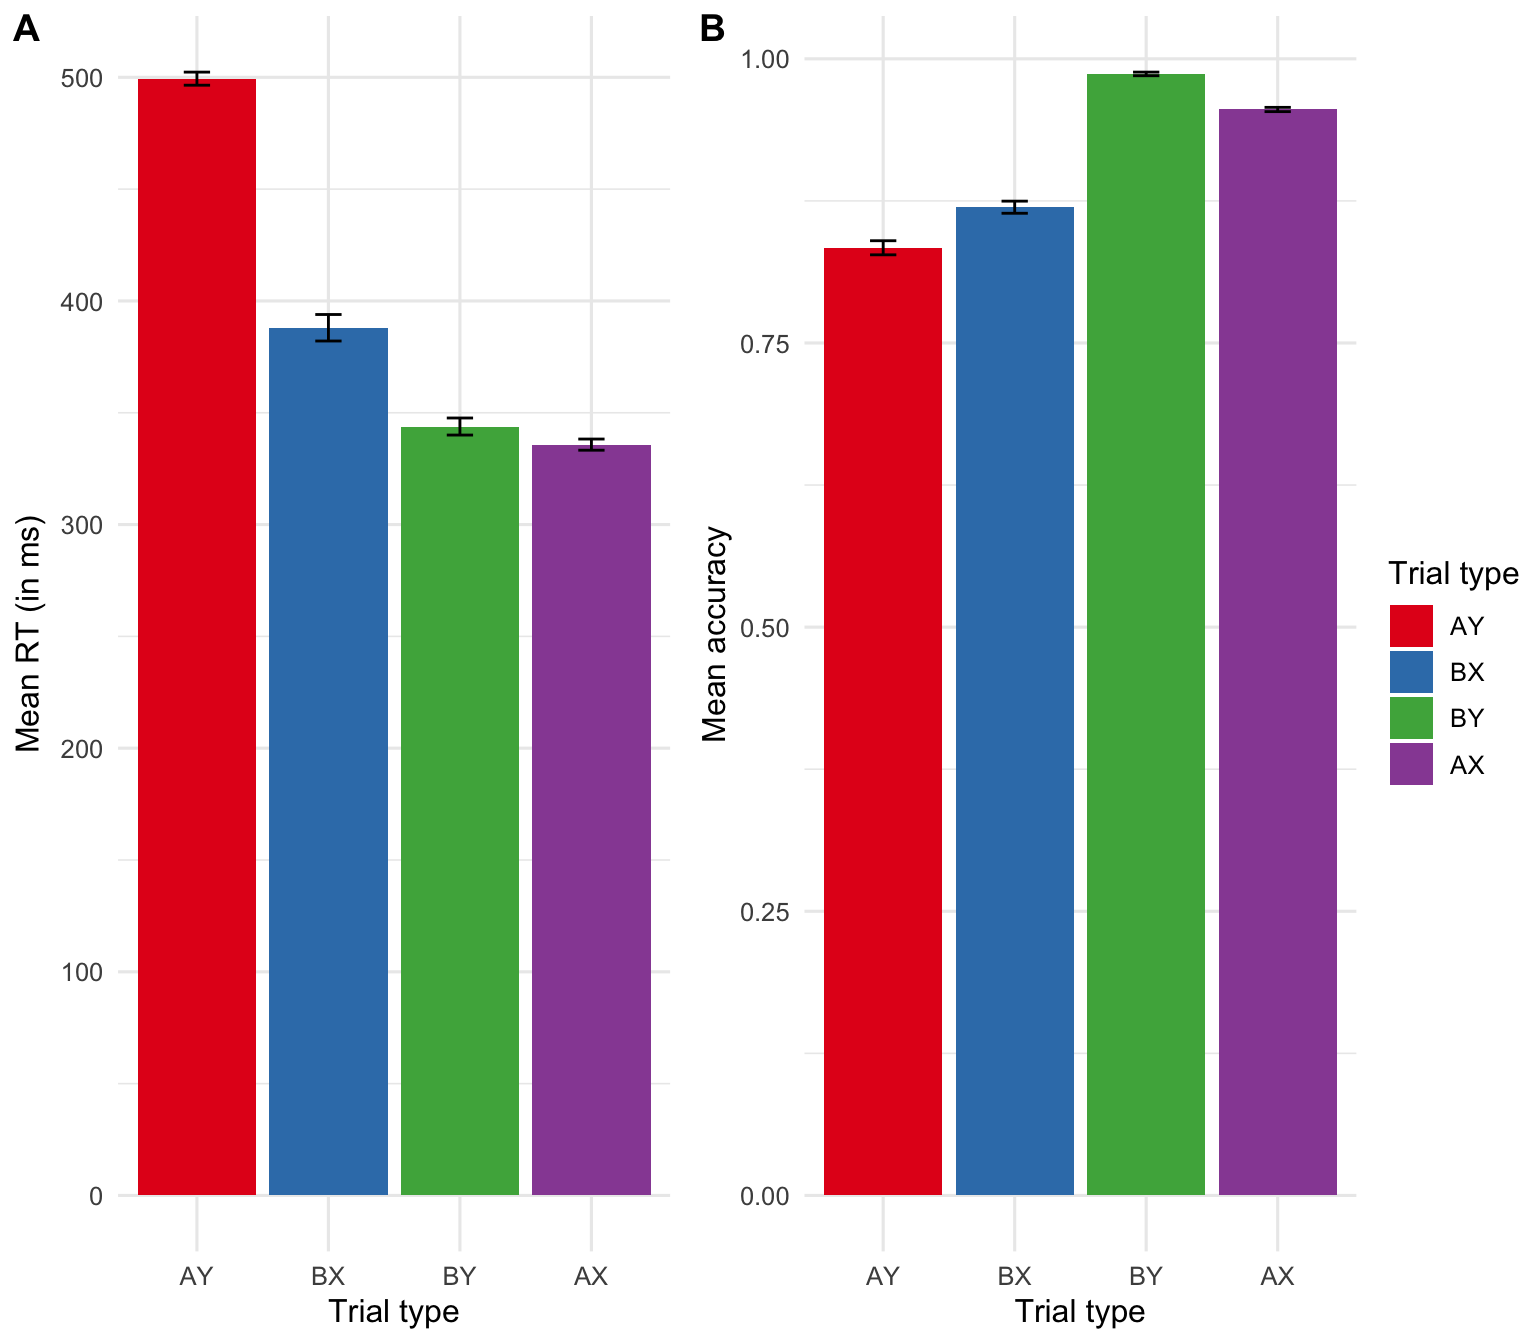 A
500
400
300
200
100
0
Mean RT (in ms)
AY BX BY AX
Trial type
B
1.00
0.75
0.50
0.25
0.00
Mean accuracy
AY BX BY AX
Trial type
Trial type
AY
BX
BY
AX